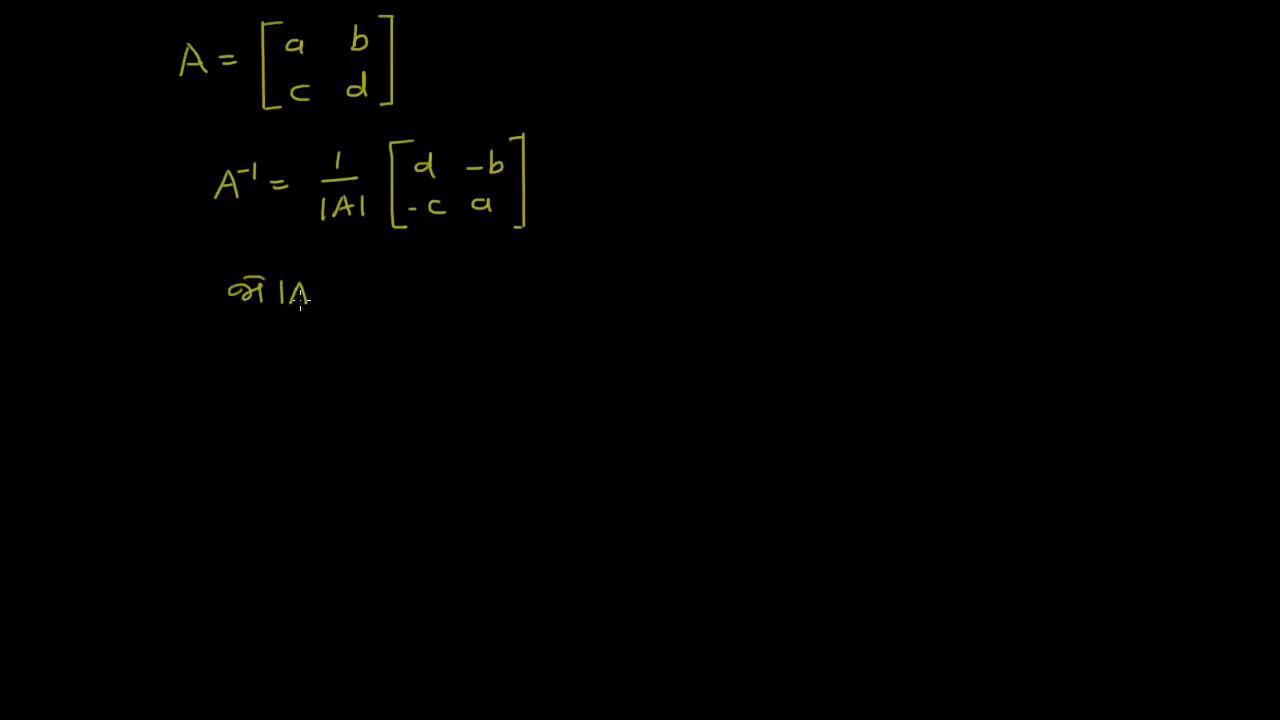 A = [ a b
c d ]
A⁻¹ = 1/|A| [ d -b
-c a ]
જો |A